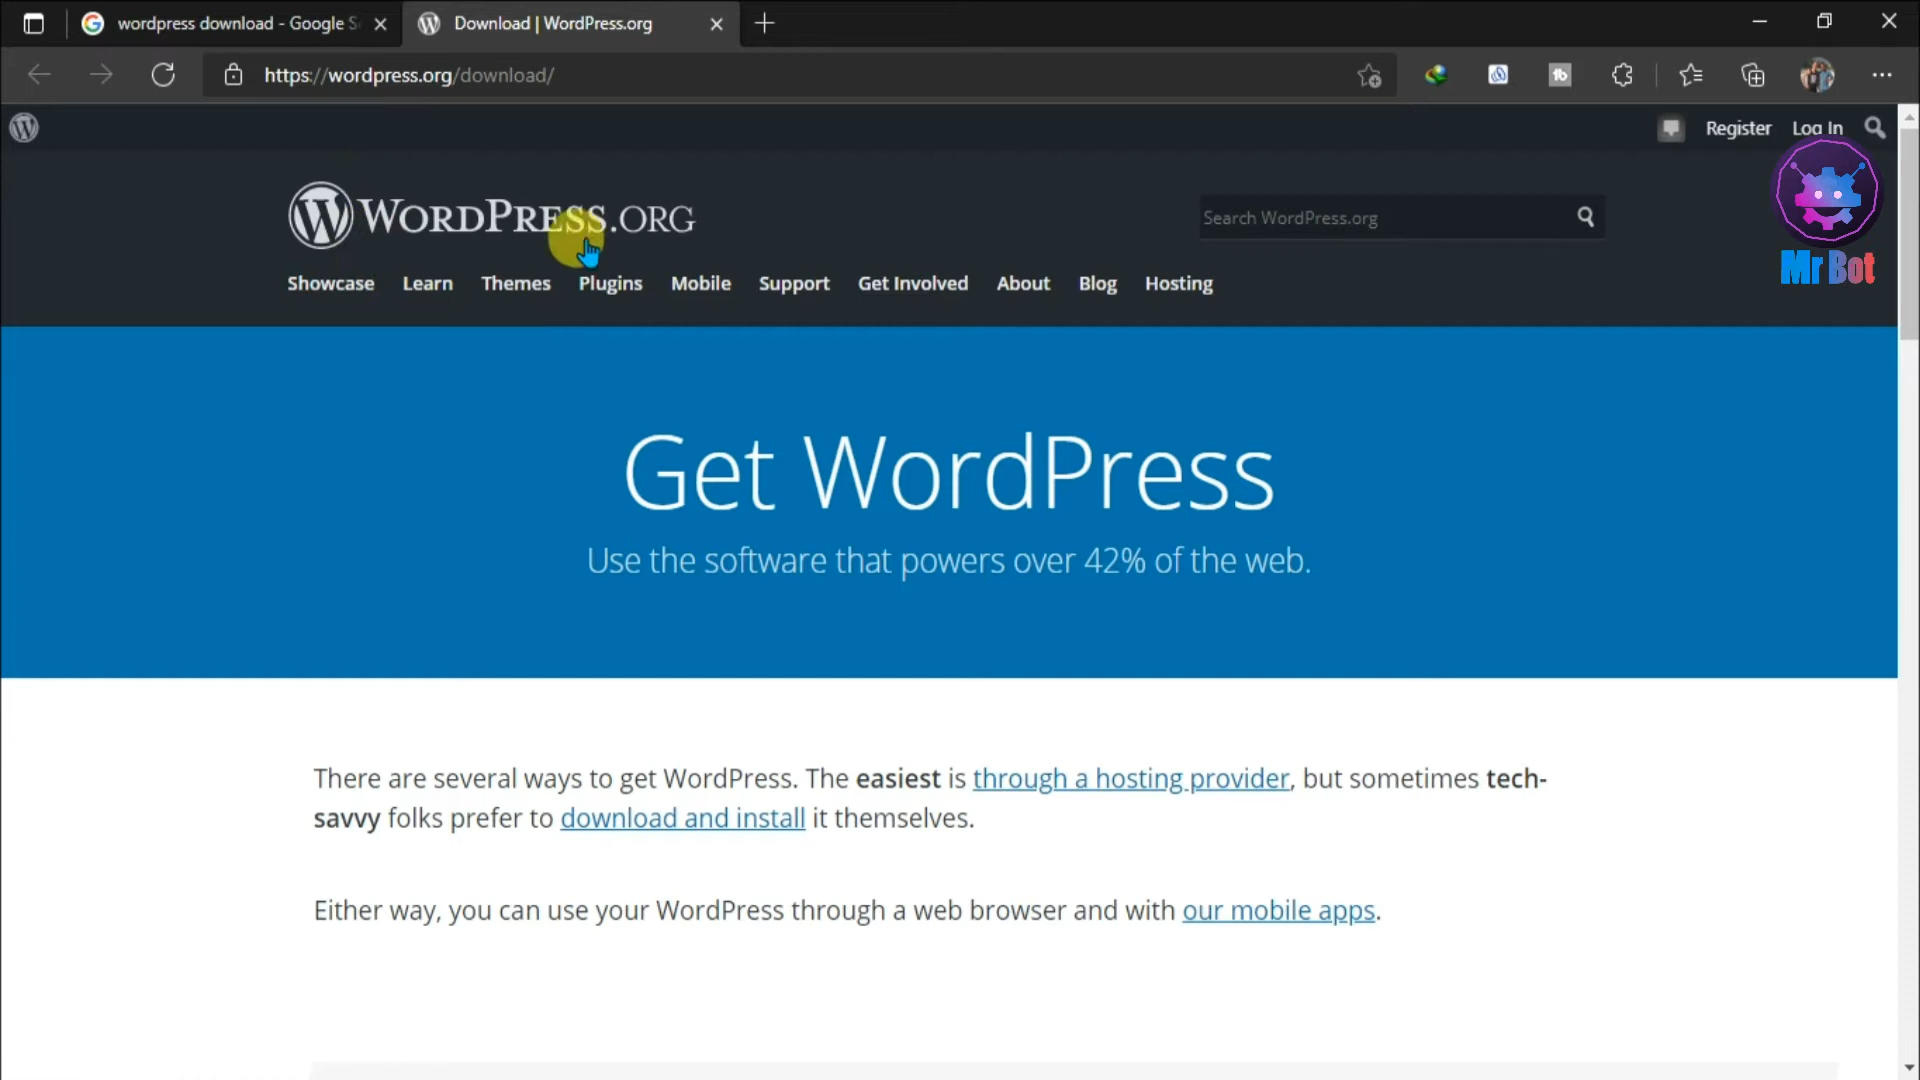 wordpress download - Google S
Download | WordPress.org
https://wordpress.org/download/
Register Log In
WORDPRESS.ORG
Search WordPress.org
Mr Bot
Showcase Learn Themes Plugins Mobile Support Get Involved About Blog Hosting
Get WordPress
Use the software that powers over 42% of the web.
There are several ways to get WordPress. The easiest is through a hosting provider, but sometimes tech-
savvy folks prefer to download and install it themselves.
Either way, you can use your WordPress through a web browser and with our mobile apps.